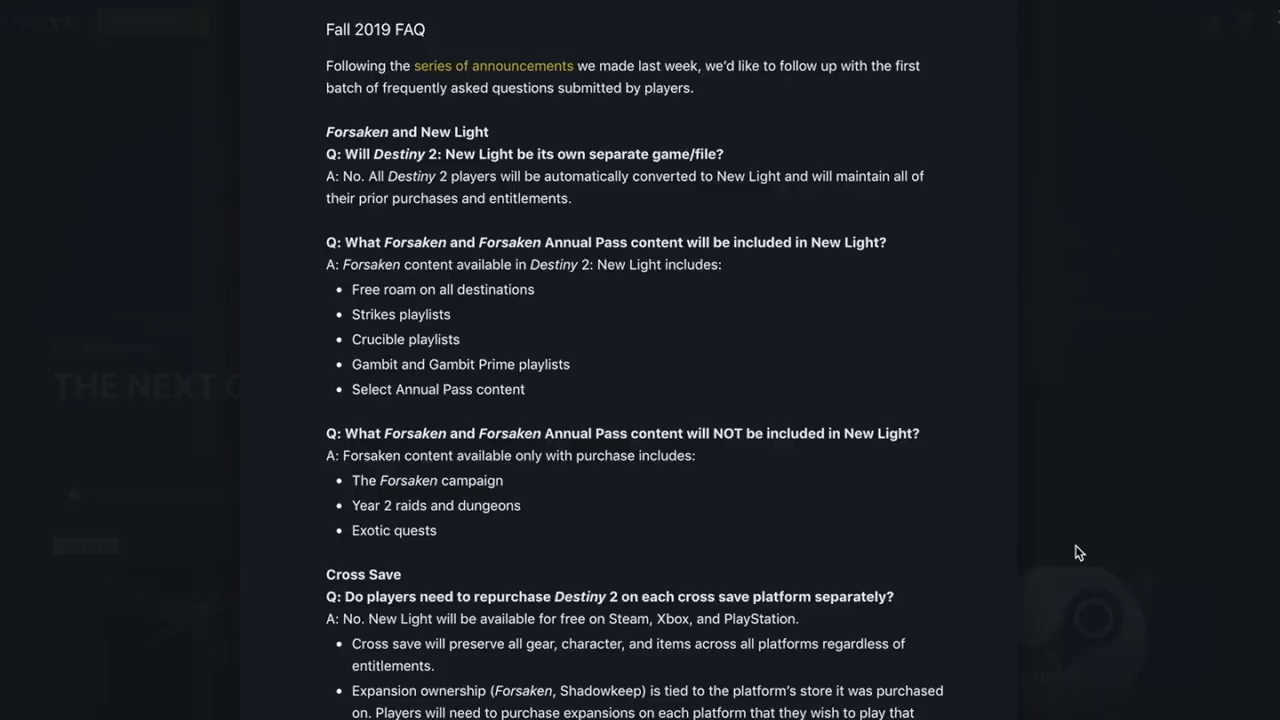 Fall 2019 FAQ
Following the series of announcements we made last week, we'd like to follow up with the first
batch of frequently asked questions submitted by players.
Forsaken and New Light
Q: Will Destiny 2: New Light be its own separate game/file?
A: No. All Destiny 2 players will be automatically converted to New Light and will maintain all of
their prior purchases and entitlements.
Q: What Forsaken and Forsaken Annual Pass content will be included in New Light?
A: Forsaken content available in Destiny 2: New Light includes:
• Free roam on all destinations
• Strikes playlists
• Crucible playlists
• Gambit and Gambit Prime playlists
• Select Annual Pass content
THE NEXT
Q: What Forsaken and Forsaken Annual Pass content will NOT be included in New Light?
A: Forsaken content available only with purchase includes:
• The Forsaken campaign
• Year 2 raids and dungeons
• Exotic quests
Cross Save
Q: Do players need to repurchase Destiny 2 on each cross save platform separately?
A: No. New Light will be available for free on Steam, Xbox, and PlayStation.
• Cross save will preserve all gear, character, and items across all platforms regardless of
entitlements.
• Expansion ownership (Forsaken, Shadowkeep) is tied to the platform's store it was purchased
on. Players will need to purchase expansions on each platform that they wish to play that